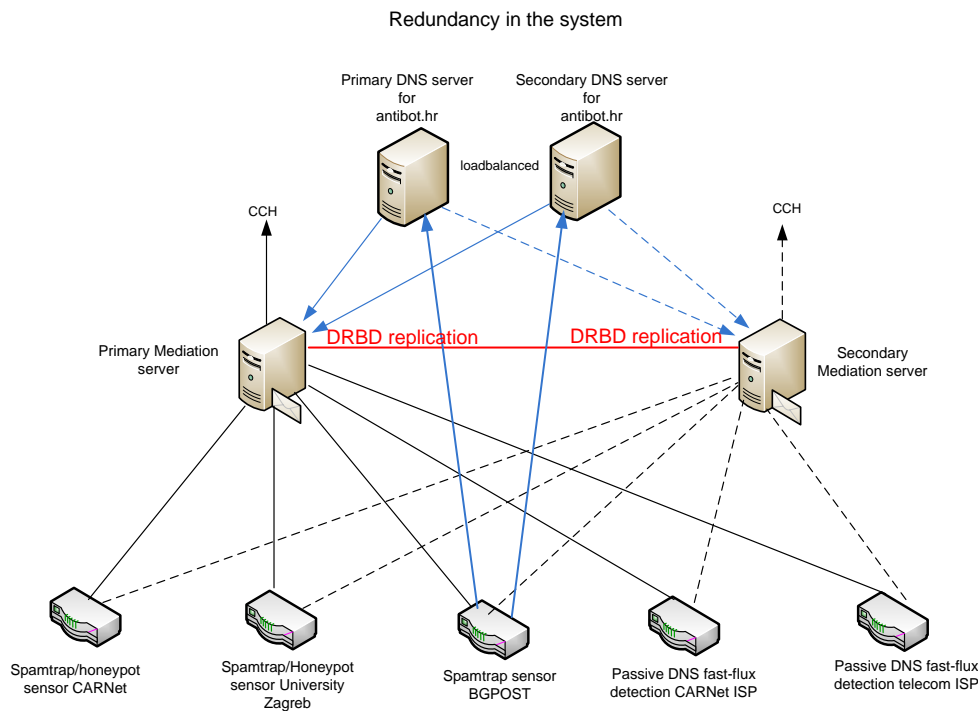 Redundancy in the system
Primary DNS server
for
antibot.hr
Secondary DNS server
for
antibot.hr
loadbalanced
CCH
CCH
DRBD replication
DRBD replication
Primary Mediation
server
Secondary
Mediation server
Spamtrap/honeypot
sensor CARNet
Spamtrap/Honeypot
sensor University
Zagreb
Spamtrap sensor
BGPOST
Passive DNS fast-flux
detection CARNet ISP
Passive DNS fast-flux
detection telecom ISP